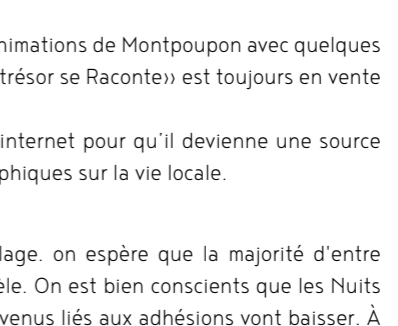 nimations de Montpoupon avec quelques
trésor se Raconte›› est toujours en vente
internet pour qu'il devienne une source
phiques sur la vie locale.
lage. on espère que la majorité d'entre
èle. On est bien conscients que les Nuits
venus liés aux adhésions vont baisser. À